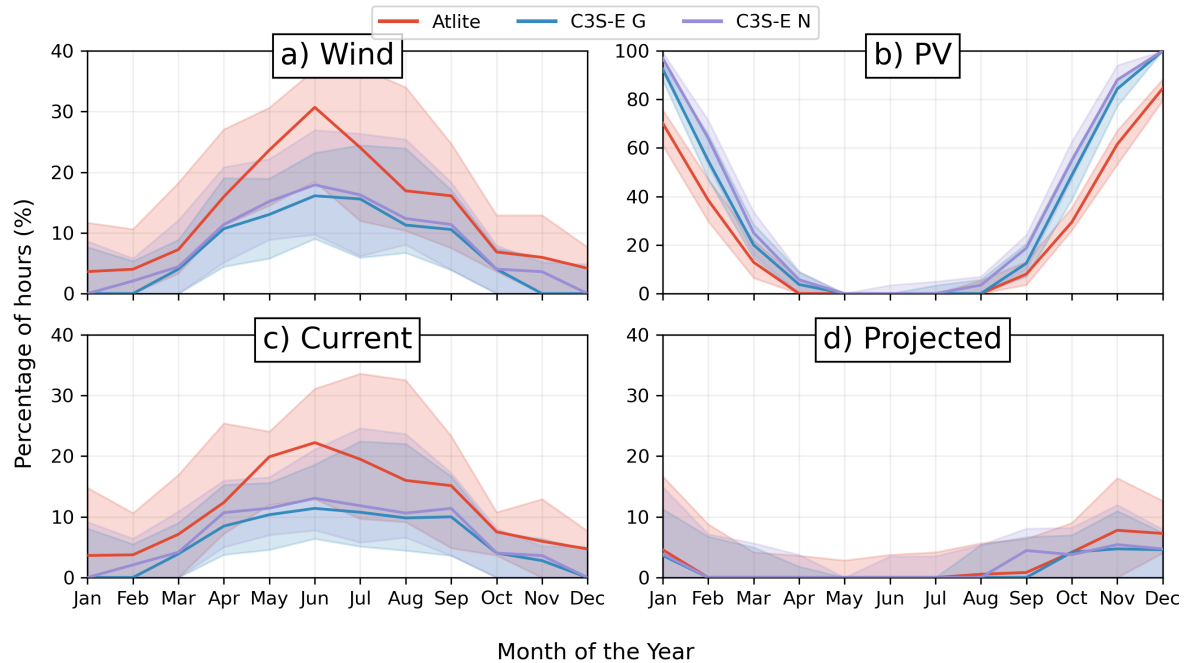 Atlite C3S-E G C3S-E N
a) Wind
b) PV
40
30
20
10
0
100
80
60
40
20
0
Percentage of hours (%)
c) Current
d) Projected
40
30
20
10
0
Jan Feb Mar Apr May Jun Jul Aug Sep Oct Nov Dec
40
30
20
10
0
Jan Feb Mar Apr May Jun Jul Aug Sep Oct Nov Dec
Month of the Year